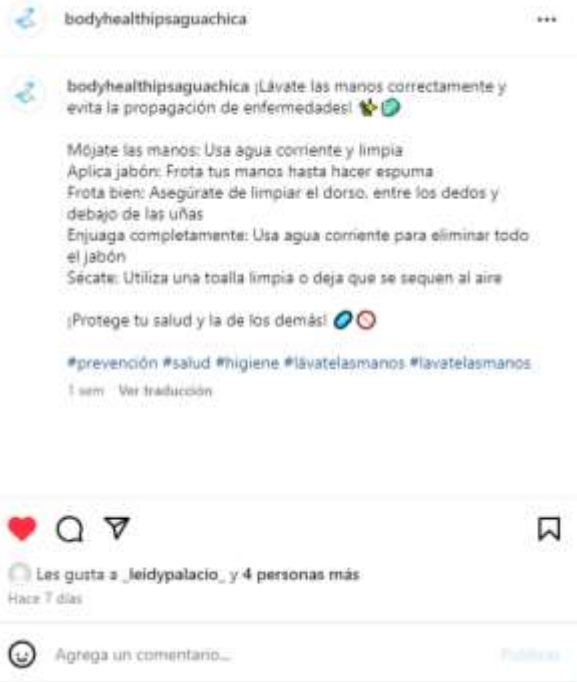 bodyhealthipsaguachica
bodyhealthipsaguachica ¡Lávate las manos correctamente y
evita la propagación de enfermedades!
Mójate las manos: Usa agua corriente y limpia
Aplica jabón: Frota tus manos hasta hacer espuma
Frota bien: Asegúrate de limpiar el dorso, entre los dedos y
debajo de las uñas
Enjuaga completamente: Usa agua corriente para eliminar todo
el jabón
Sécate: Utiliza una toalla limpia o deja que se sequen al aire
¡Protege tu salud y la de los demás!
#prevención #salud #higiene #lávatelasmanos #lavatelasmanos
1 sem Ver traducción
Les gusta a _leidypalacio_ y 4 personas más
Hace 7 días
Agrega un comentario...
Publicar